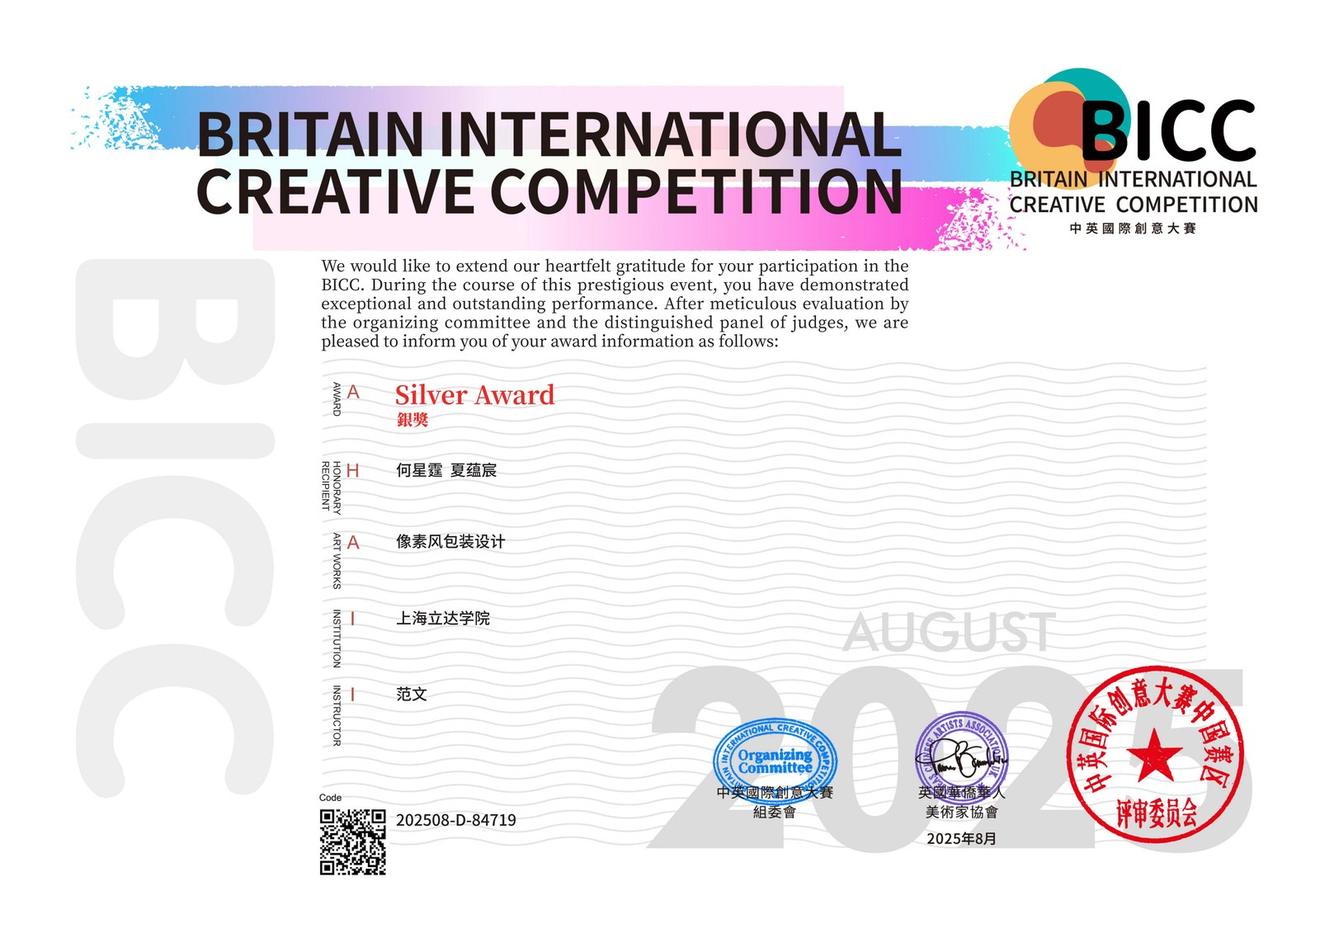 BRITAIN INTERNATIONAL
CREATIVE COMPETITION
BICC
BRITAIN INTERNATIONAL
CREATIVE COMPETITION
中英國際創意大賽
BICC
We would like to extend our heartfelt gratitude for your participation in the
BICC. During the course of this prestigious event, you have demonstrated
exceptional and outstanding performance. After meticulous evaluation by
the organizing committee and the distinguished panel of judges, we are
pleased to inform you of your award information as follows:
AWARD
A
Silver Award
銀獎
HONORARY
RECIPIENT
H
何星霆 夏蕴宸
ART WORKS
A
像素风包装设计
INSTITUTION
I
上海立达学院
INSTRUCTOR
I
范文
AUGUST
2025
Code
202508-D-84719
BRITAIN INTERNATIONAL CREATIVE COMPETITION
Organizing
Committee
中英國際創意大賽
組委會
CHINESE ARTISTS ASSOCIATION
英國華僑華人
美術家協會
2025年8月
中英国际创意大赛中国赛区
评审委员会